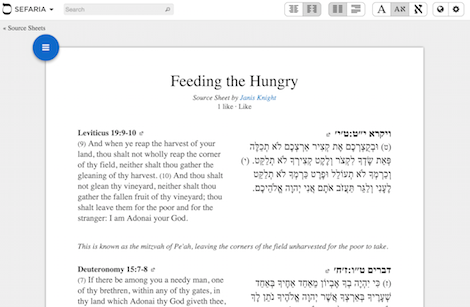 SEFARIA
Search
A
אA
א
< Source Sheets
Feeding the Hungry
Source Sheet by Janis Knight
1 like · Like
Leviticus 19:9-10
(9) And when ye reap the harvest of your
land, thou shalt not wholly reap the corner
of thy field, neither shalt thou gather the
gleaning of thy harvest. (10) And thou shalt
not glean thy vineyard, neither shalt thou
gather the fallen fruit of thy vineyard; thou
shalt leave them for the poor and for the
stranger: I am Adonai your God.
ויקרא י״ט:ט׳-י׳
(ט) וּבְקֻצְרְכֶם אֶת קְצִיר אַרְצְכֶם לֹא תְכַלֶּה
פְּאַת שָׂדְךָ לִקְצֹר וְלֶקֶט קְצִירְךָ לֹא תְלַקֵּט. (י)
וְכַרְמְךָ לֹא תְעוֹלֵל וּפֶרֶט כַּרְמְךָ לֹא תְלַקֵּט
לֶעָנִי וְלַגֵּר תַּעֲזֹב אֹתָם אֲנִי יְהוָה אֱלֹהֵיכֶם.
This is known as the mitzvah of Pe'ah, leaving the corners of the field unharvested for the poor to take.
Deuteronomy 15:7-8
(7) If there be among you a needy man, one
of thy brethren, within any of thy gates, in
thy land which Adonai thy God giveth thee,
דברים ט״ו:ז׳-ח׳
(ז) כִּי יִהְיֶה בְךָ אֶבְיוֹן מֵאַחַד אַחֶיךָ בְּאַחַד
שְׁעָרֶיךָ בְּאַרְצְךָ אֲשֶׁר יְהוָה אֱלֹהֶיךָ נֹתֵן לָךְ